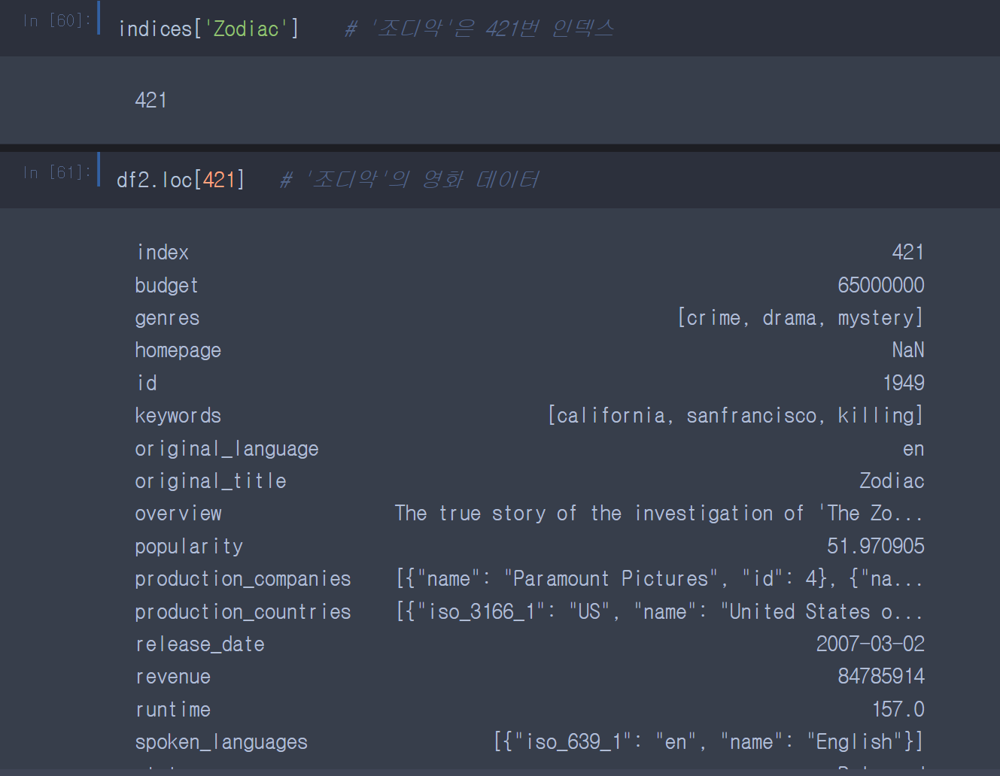 In [60]: indices['Zodiac'] # '조디악'은 421번 인덱스
421
In [61]: df2.loc[421] # '조디악'의 영화 데이터
index 421
budget 65000000
genres [crime, drama, mystery]
homepage NaN
id 1949
keywords [california, sanfrancisco, killing]
original_language en
original_title Zodiac
overview The true story of the investigation of 'The Zo...
popularity 51.970905
production_companies [{"name": "Paramount Pictures", "id": 4}, {"na...
production_countries [{"iso_3166_1": "US", "name": "United States o...
release_date 2007-03-02
revenue 84785914
runtime 157.0
spoken_languages [{"iso_639_1": "en", "name": "English"}]